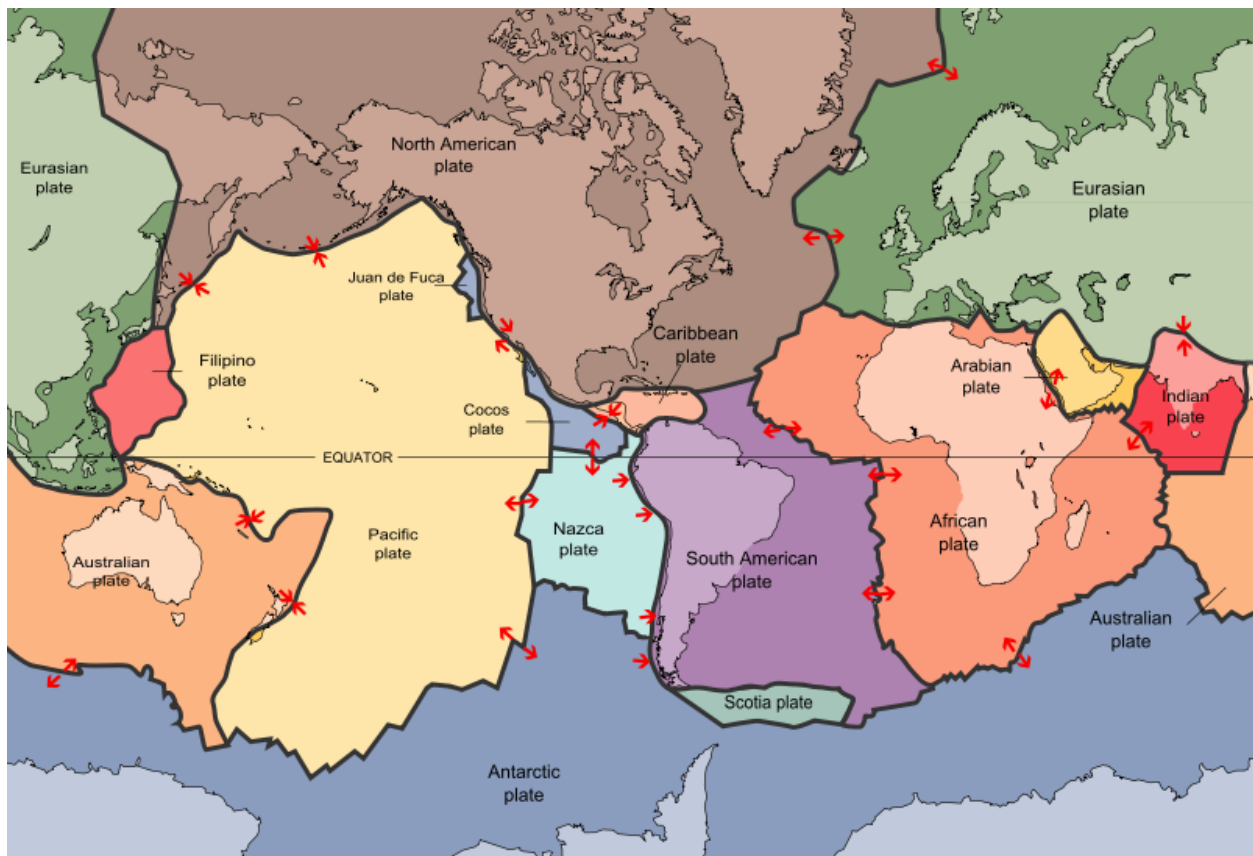 North American
plate
Eurasian
plate
Eurasian
plate
Juan de Fuca
plate
Caribbean
plate
Filipino
plate
Arabian
plate
Indian
plate
Cocos
plate
EQUATOR
Pacific
plate
Nazca
plate
African
plate
South American
plate
Australian
plate
Australian
plate
Scotia plate
Antarctic
plate